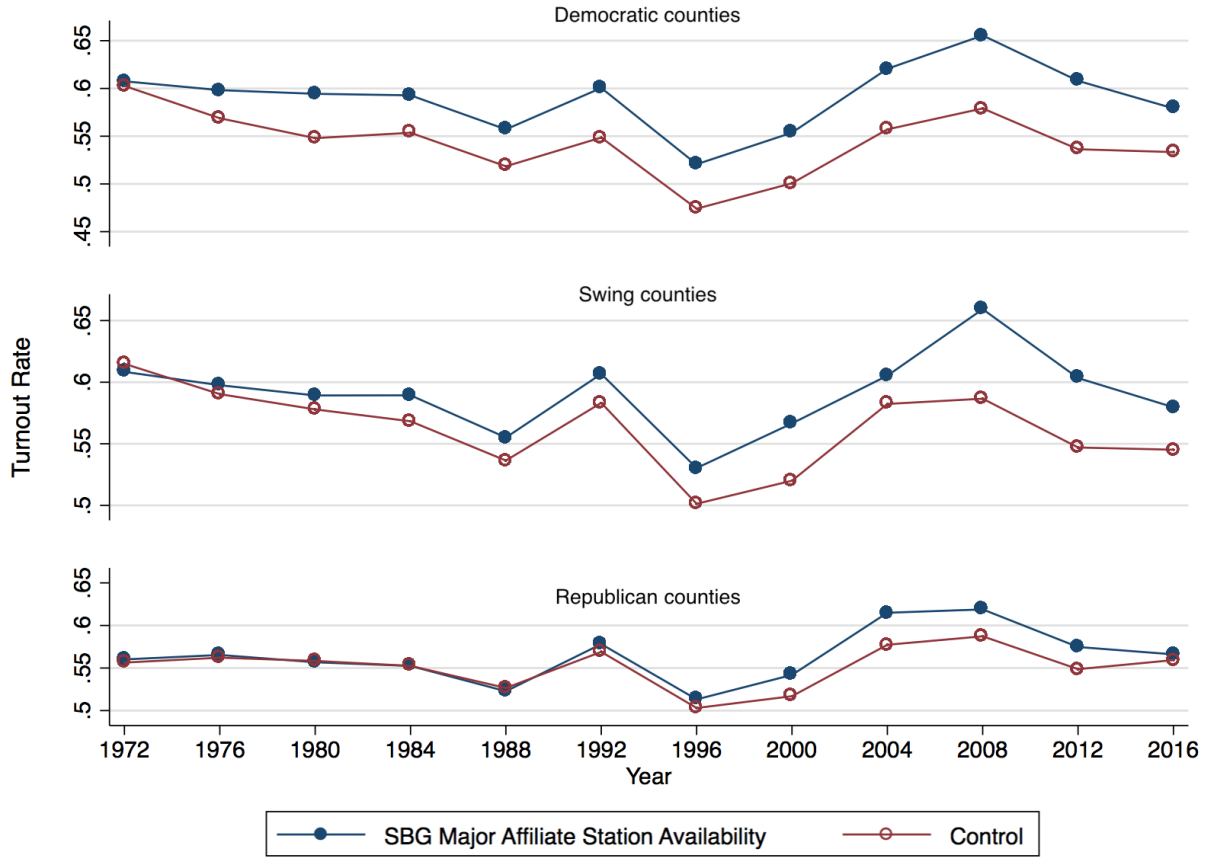 Democratic counties
.65
.6
.55
.5
.45
Swing counties
.65
.6
.55
.5
Turnout Rate
Republican counties
.65
.6
.55
.5
1972 1976 1980 1984 1988 1992 1996 2000 2004 2008 2012 2016
Year
SBG Major Affiliate Station Availability Control